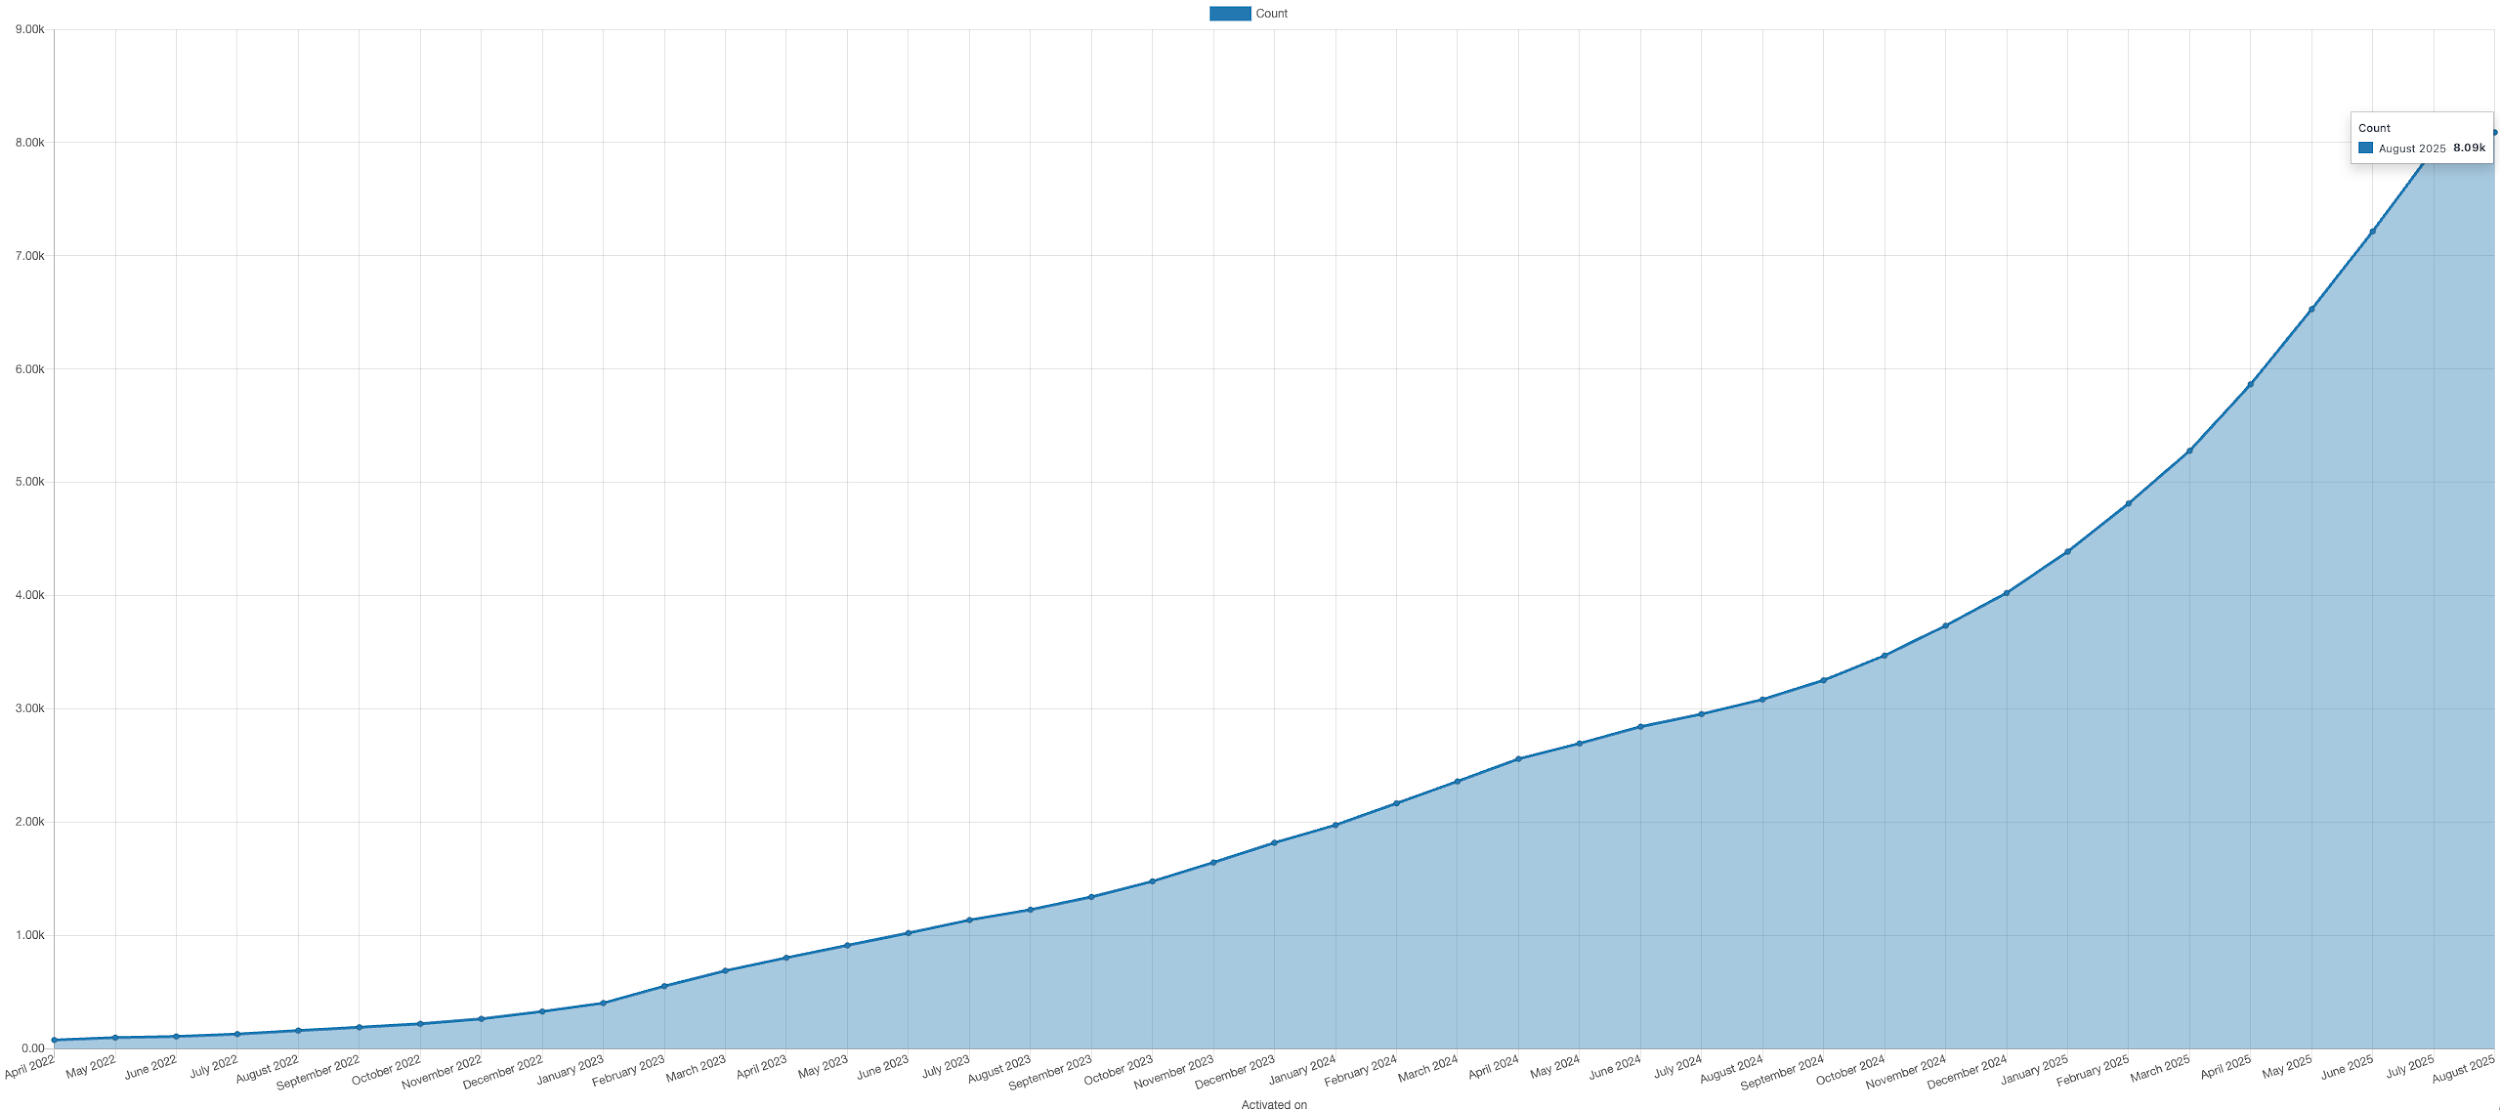 Count
9.00k
8.00k
7.00k
6.00k
5.00k
4.00k
3.00k
2.00k
1.00k
0.00
Count
August 2025 8.09k
April 2022
May 2022
June 2022
July 2022
August 2022
September 2022
October 2022
November 2022
December 2022
January 2023
February 2023
March 2023
April 2023
May 2023
June 2023
July 2023
August 2023
September 2023
October 2023
November 2023
December 2023
January 2024
February 2024
March 2024
April 2024
May 2024
June 2024
July 2024
August 2024
September 2024
October 2024
November 2024
December 2024
January 2025
February 2025
March 2025
April 2025
May 2025
June 2025
July 2025
August 2025
Activated on